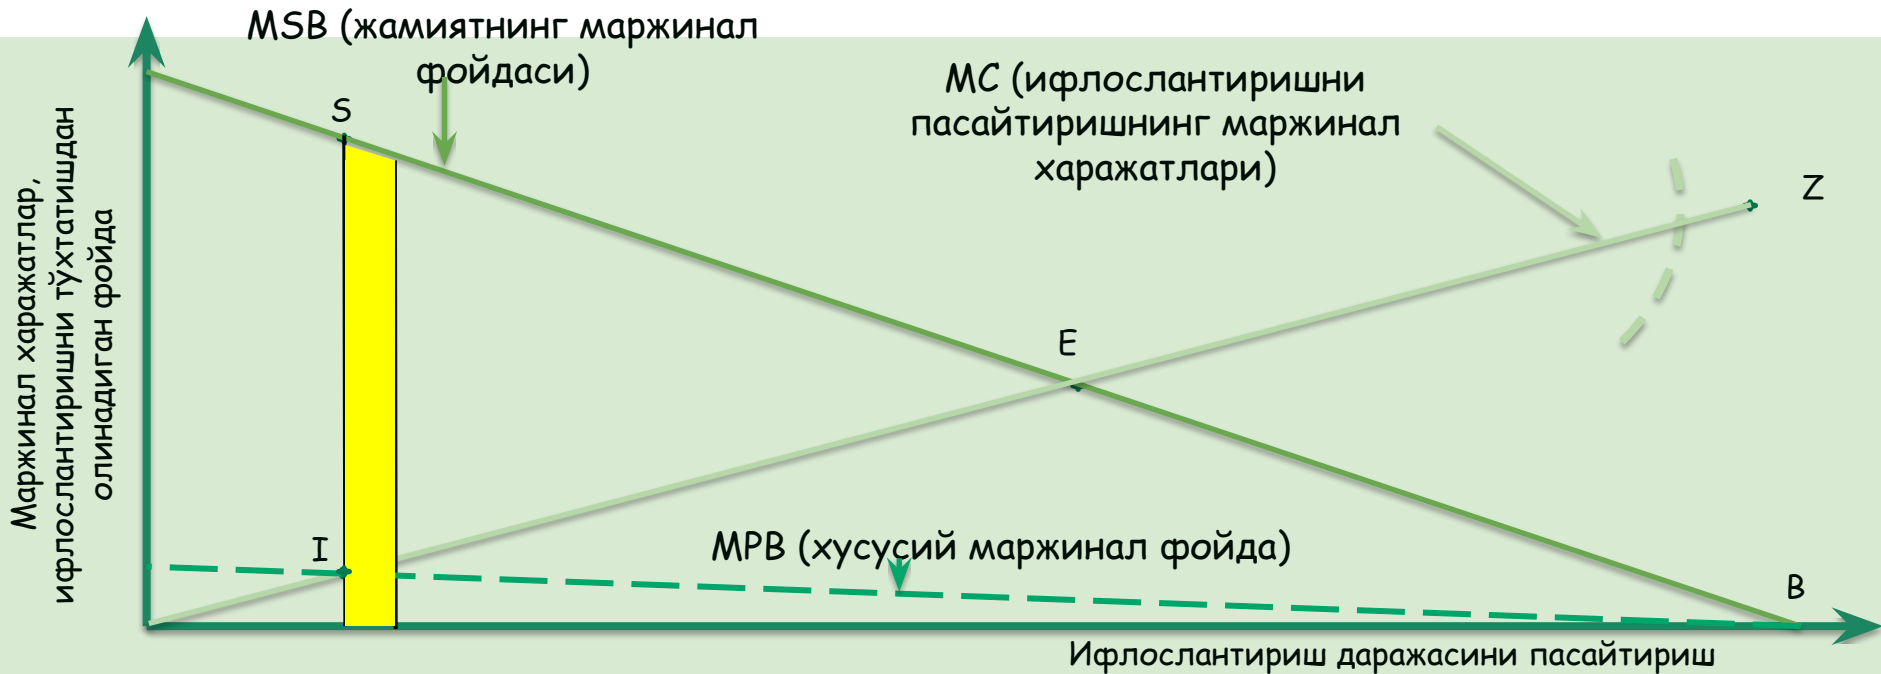 MSB (жамиятнинг маржинал
фойдаси)
S
MC (ифлослантиришни
пасайтиришнинг маржинал
харажатлари)
Z
Маржинал харажатлар,
ифлослантиришни тўхтатишдан
олинадиган фойда
E
I
MPB (хусусий маржинал фойда)
B
Ифлослантириш даражасини пасайтириш